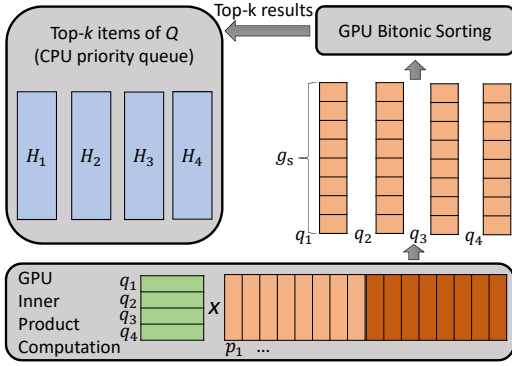 Top-k results
Top-k items of Q
(CPU priority queue)
GPU Bitonic Sorting
H₁ H₂ H₃ H₄
gₛ
q₁ q₂ q₃ q₄
GPU
Inner
Product
Computation
q₁
q₂
q₃
q₄
X
p₁ ...